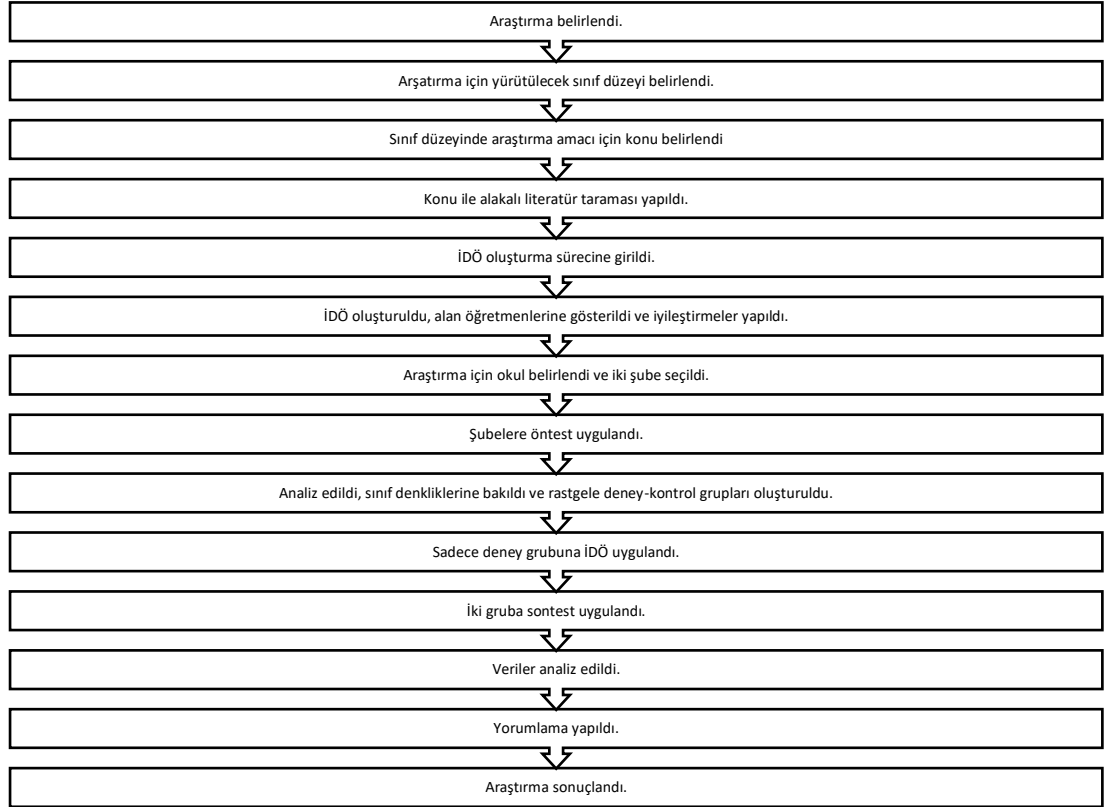 Araştırma belirlendi.
Arşatırma için yürütülecek sınıf düzeyi belirlendi.
Sınıf düzeyinde araştırma amacı için konu belirlendi
Konu ile alakalı literatür taraması yapıldı.
İDÖ oluşturma sürecine girildi.
İDÖ oluşturuldu, alan öğretmenlerine gösterildi ve iyileştirmeler yapıldı.
Araştırma için okul belirlendi ve iki şube seçildi.
Şubelere öntest uygulandı.
Analiz edildi, sınıf denkliklerine bakıldı ve rastgele deney-kontrol grupları oluşturuldu.
Sadece deney grubuna İDÖ uygulandı.
İki gruba sontest uygulandı.
Veriler analiz edildi.
Yorumlama yapıldı.
Araştırma sonuçlandı.